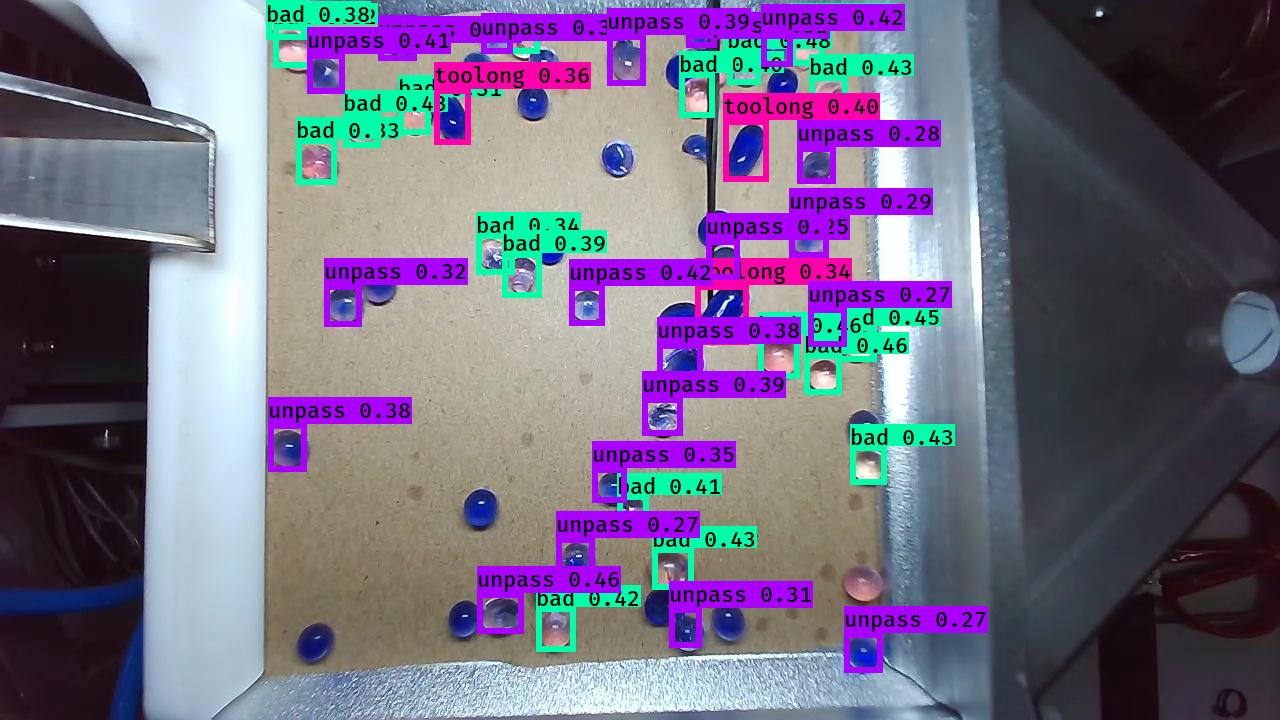 bad 0.38
unpass 0.41
unpass 0.39
unpass 0.42
bad 0.43
toolong 0.36
bad 0.43
bad 0.33
toolong 0.40
unpass 0.28
unpass 0.29
bad 0.34
bad 0.39
unpass 0.32
unpass 0.42
unpass 0.27
unpass 0.38
bad 0.46
unpass 0.39
unpass 0.38
bad 0.43
unpass 0.35
bad 0.41
unpass 0.27
bad 0.43
unpass 0.46
bad 0.42
unpass 0.31
unpass 0.27